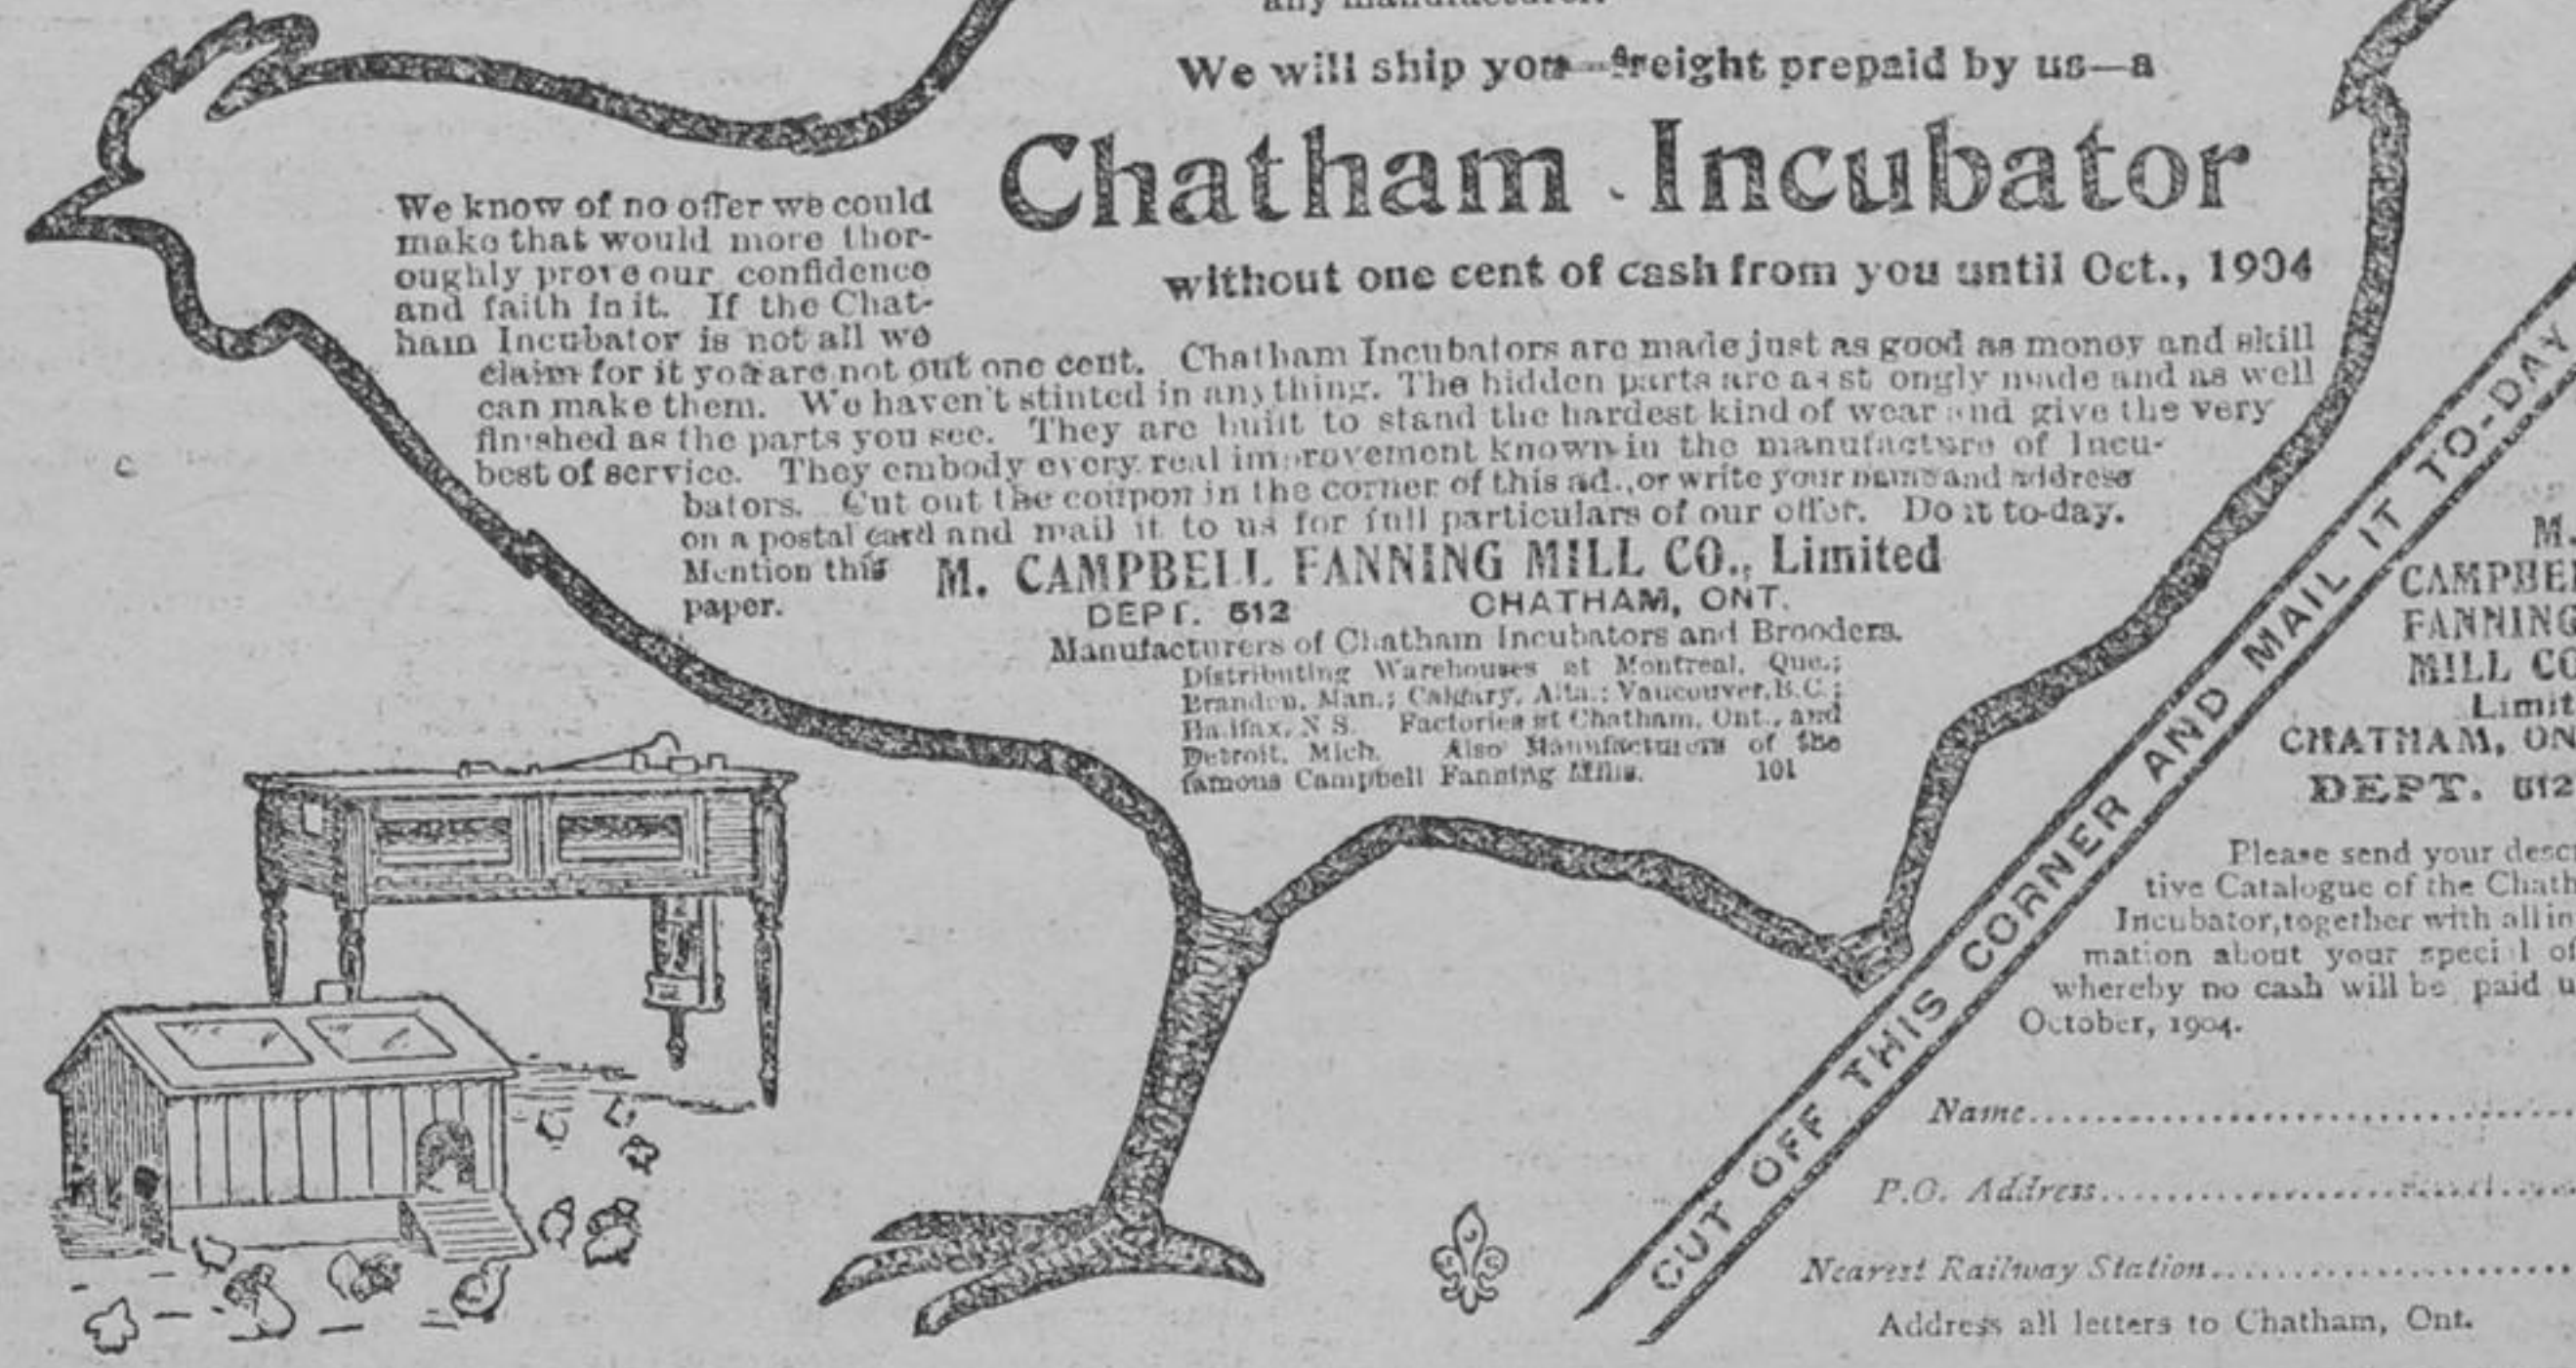 any manufacturer.
We will ship you—freight prepaid by us—a
Chatham Incubator
without one cent of cash from you until Oct., 1904
We know of no offer we could
make that would more thor-
oughly prove our confidence
and faith in it. If the Chat-
ham Incubator is not all we
claim for it you are not out one cent. Chatham Incubators are made just as good as money and skill
can make them. We haven't stinted in anything. The hidden parts are as strongly made and as well
finished as the parts you see. They are built to stand the hardest kind of wear and give the very
best of service. They embody every real improvement known in the manufacture of Incu-
bators. Cut out the coupon in the corner of this ad., or write your name and address
on a postal card and mail it to us for full particulars of our offer. Do it to-day.
Mention this
paper.
M. CAMPBELL FANNING MILL CO., Limited
DEPT. 512 CHATHAM, ONT.
Manufacturers of Chatham Incubators and Brooders.
Distributing Warehouses at Montreal, Que.;
Brandon, Man.; Calgary, Alta.; Vancouver, B.C.;
Halifax, N S. Factories at Chatham, Ont., and
Detroit, Mich. Also Manufacturers of the
famous Campbell Fanning Mills. 101
CUT OFF THIS CORNER AND MAIL IT TO-DAY
M.
CAMPBEL
FANNING
MILL CO
Limit
CHATHAM, ON
DEPT. 512
Please send your descri
tive Catalogue of the Chath
Incubator, together with all in
mation about your special of
whereby no cash will be paid u
October, 1904.
Name
P.O. Address
Nearest Railway Station
Address all letters to Chatham, Ont.